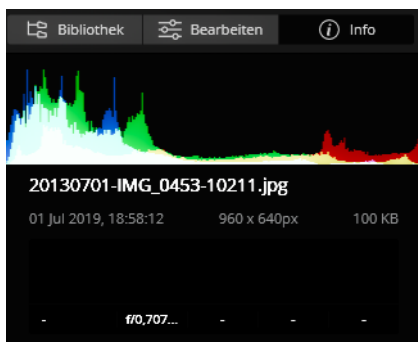 Bibliothek Bearbeiten Info
20130701-IMG_0453-10211.jpg
01 Jul 2019, 18:58:12 960 x 640px 100 KB
- f/0,707... - - -